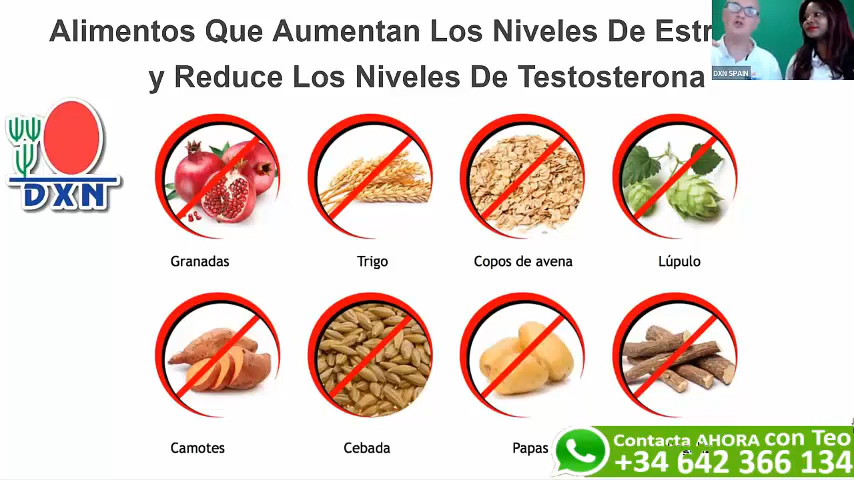 Alimentos Que Aumentan Los Niveles De
y Reduce Los Niveles De Testosterona
DXN SPAIN
DXN
Granadas
Trigo
Copos de avena
Lúpulo
Camotes
Cebada
Papas
Contacta AHORA con Teo
+34 642 366 134